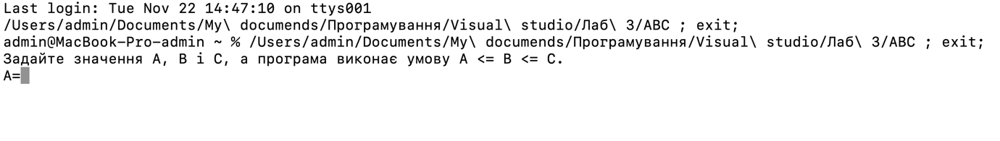 Last login: Tue Nov 22 14:47:10 on ttys001
/Users/admin/Documents/My\ documends/Програмування/Visual\ studio/Лаб\ 3/ABC ; exit;
admin@MacBook-Pro-admin ~ % /Users/admin/Documents/My\ documends/Програмування/Visual\ studio/Лаб\ 3/ABC ; exit;
Задайте значення А, В і С, а програма виконає умову А <= В <= С.
A=